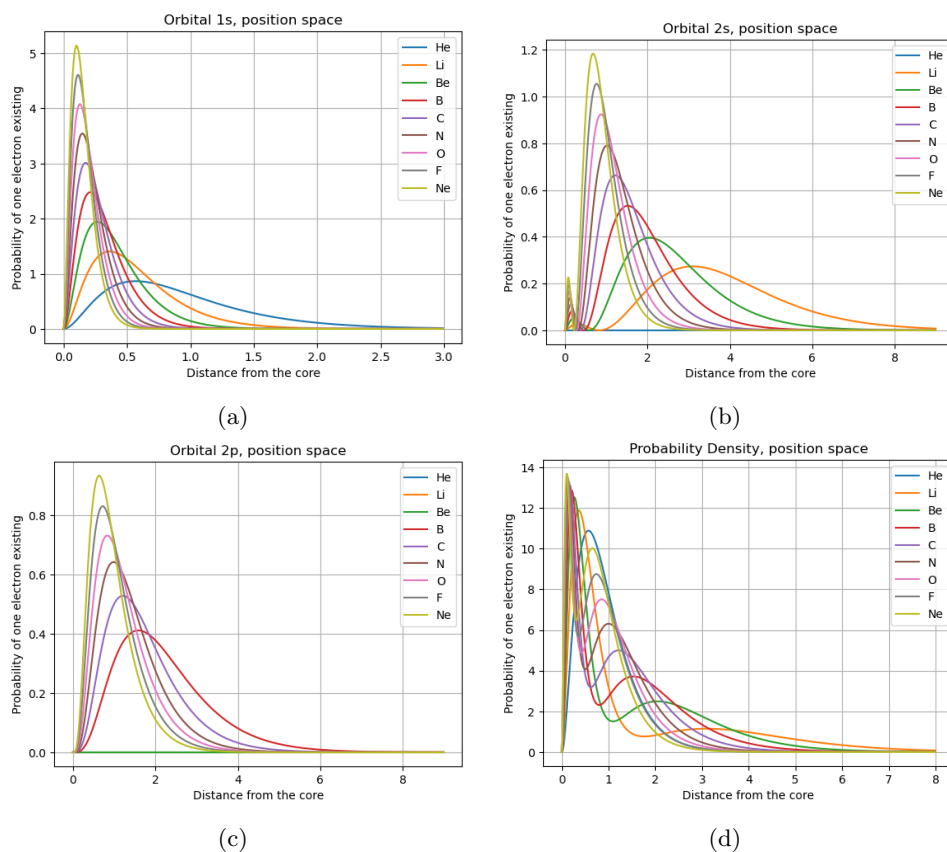 Orbital 1s, position space
Probability of one electron existing
5
4
3
2
1
0
0.0 0.5 1.0 1.5 2.0 2.5 3.0
Distance from the core
He
Li
Be
B
C
N
O
F
Ne
(a)
Orbital 2s, position space
Probability of one electron existing
1.2
1.0
0.8
0.6
0.4
0.2
0.0
0 2 4 6 8
Distance from the core
He
Li
Be
B
C
N
O
F
Ne
(b)
Orbital 2p, position space
Probability of one electron existing
0.8
0.6
0.4
0.2
0.0
0 2 4 6 8
Distance from the core
He
Li
Be
B
C
N
O
F
Ne
(c)
Probability Density, position space
Probability of one electron existing
14
12
10
8
6
4
2
0
0 1 2 3 4 5 6 7 8
Distance from the core
He
Li
Be
B
C
N
O
F
Ne
(d)